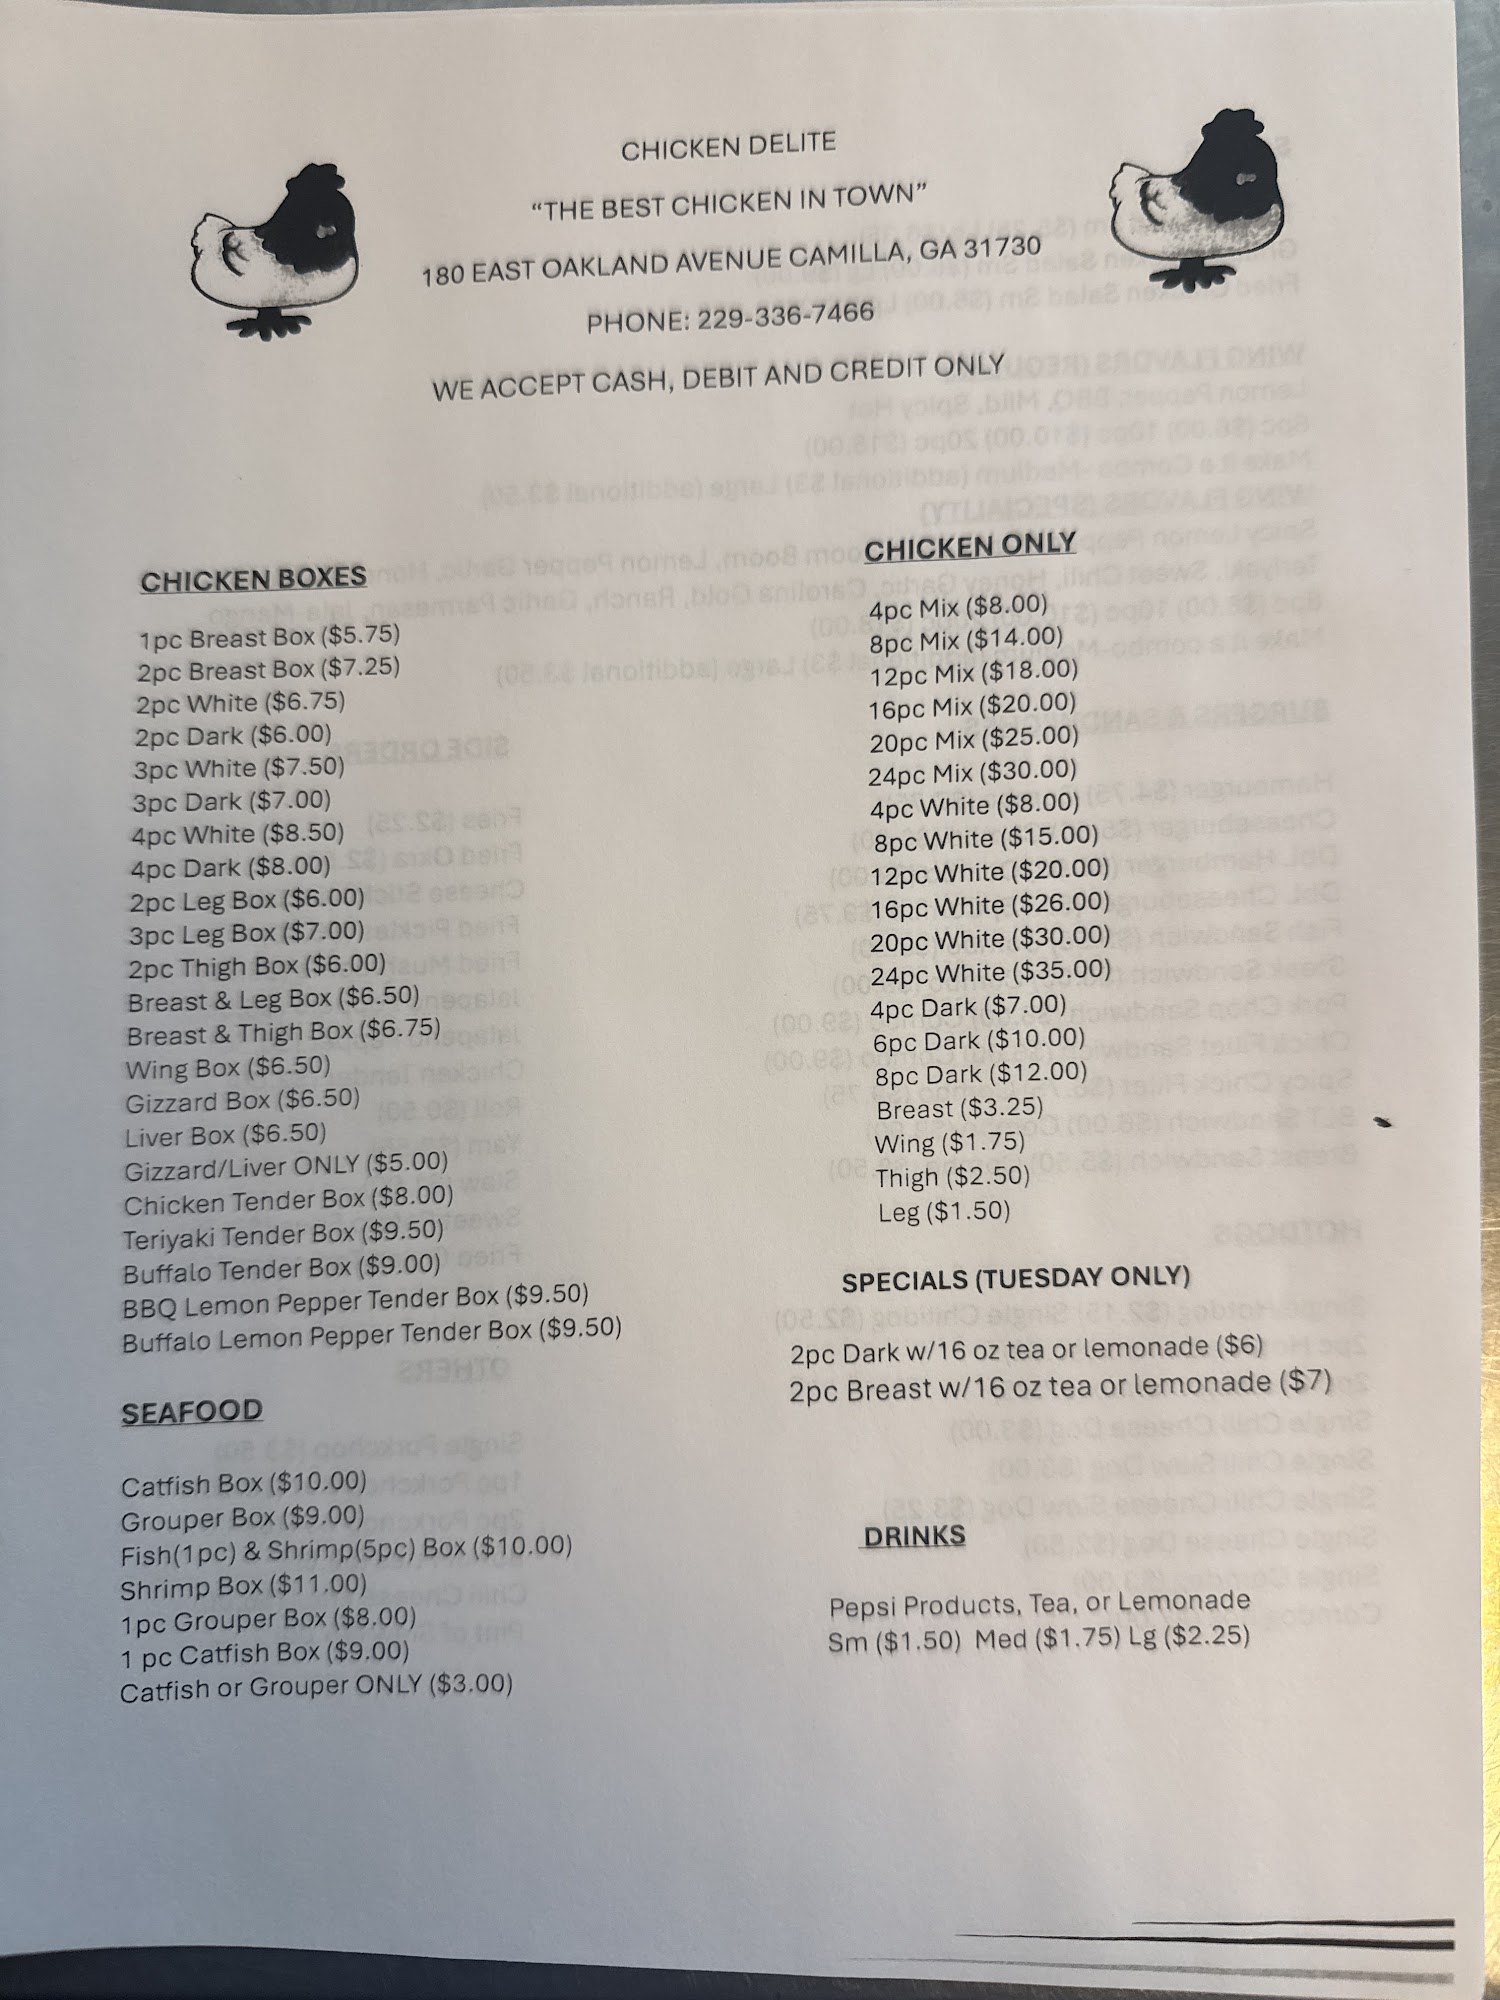 CHICKEN DELITE
“THE BEST CHICKEN IN TOWN”
180 EAST OAKLAND AVENUE CAMILLA, GA 31730
PHONE: 229-336-7466
WE ACCEPT CASH, DEBIT AND CREDIT ONLY
CHICKEN BOXES
1pc Breast Box ($5.75)
2pc Breast Box ($7.25)
2pc White ($6.75)
2pc Dark ($6.00)
3pc White ($7.50)
3pc Dark ($7.00)
4pc White ($8.50)
4pc Dark ($8.00)
2pc Leg Box ($6.00)
3pc Leg Box ($7.00)
2pc Thigh Box ($6.00)
Breast & Leg Box ($6.50)
Breast & Thigh Box ($6.75)
Wing Box ($6.50)
Gizzard Box ($6.50)
Liver Box ($6.50)
Gizzard/Liver ONLY ($5.00)
Chicken Tender Box ($8.00)
Teriyaki Tender Box ($9.50)
Buffalo Tender Box ($9.00)
BBQ Lemon Pepper Tender Box ($9.50)
Buffalo Lemon Pepper Tender Box ($9.50)
SEAFOOD
Catfish Box ($10.00)
Grouper Box ($9.00)
Fish(1pc) & Shrimp(5pc) Box ($10.00)
Shrimp Box ($11.00)
1pc Grouper Box ($8.00)
1 pc Catfish Box ($9.00)
Catfish or Grouper ONLY ($3.00)
CHICKEN ONLY
4pc Mix ($8.00)
8pc Mix ($14.00)
12pc Mix ($18.00)
16pc Mix ($20.00)
20pc Mix ($25.00)
24pc Mix ($30.00)
4pc White ($8.00)
8pc White ($15.00)
12pc White ($20.00)
16pc White ($26.00)
20pc White ($30.00)
24pc White ($35.00)
4pc Dark ($7.00)
6pc Dark ($10.00)
8pc Dark ($12.00)
Breast ($3.25)
Wing ($1.75)
Thigh ($2.50)
Leg ($1.50)
SPECIALS (TUESDAY ONLY)
2pc Dark w/16 oz tea or lemonade ($6)
2pc Breast w/16 oz tea or lemonade ($7)
DRINKS
Pepsi Products, Tea, or Lemonade
Sm ($1.50) Med ($1.75) Lg ($2.25)